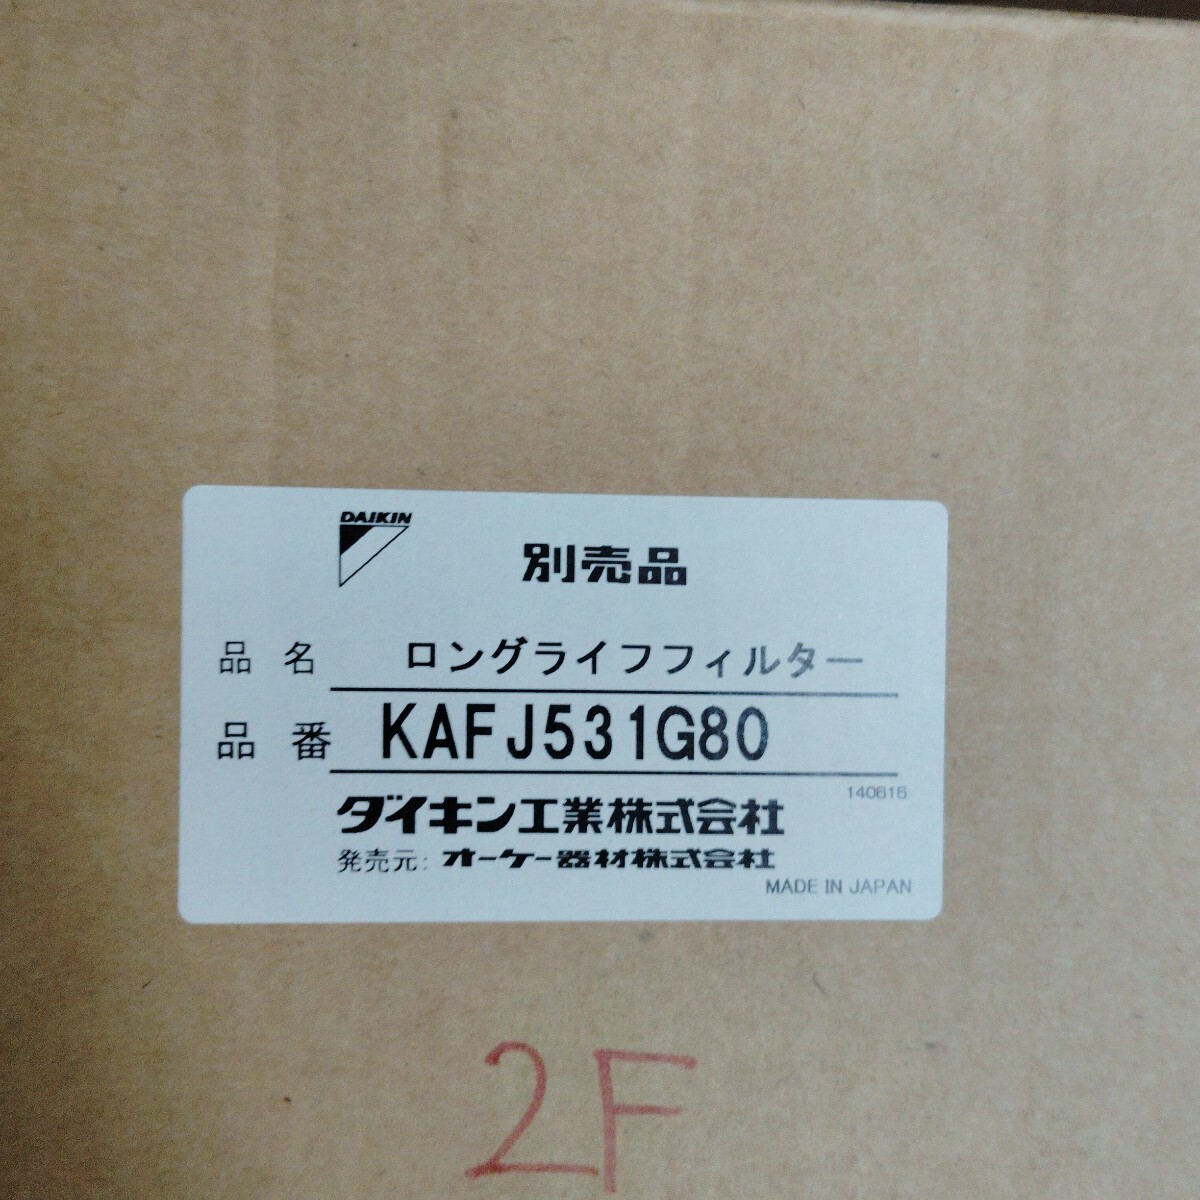 DAIKIN
別売品
品名 ロングライフフィルター
品番 KAFJ531G80
140616
ダイキン工業株式会社
発売元: オーケー器材株式会社
MADE IN JAPAN
2F